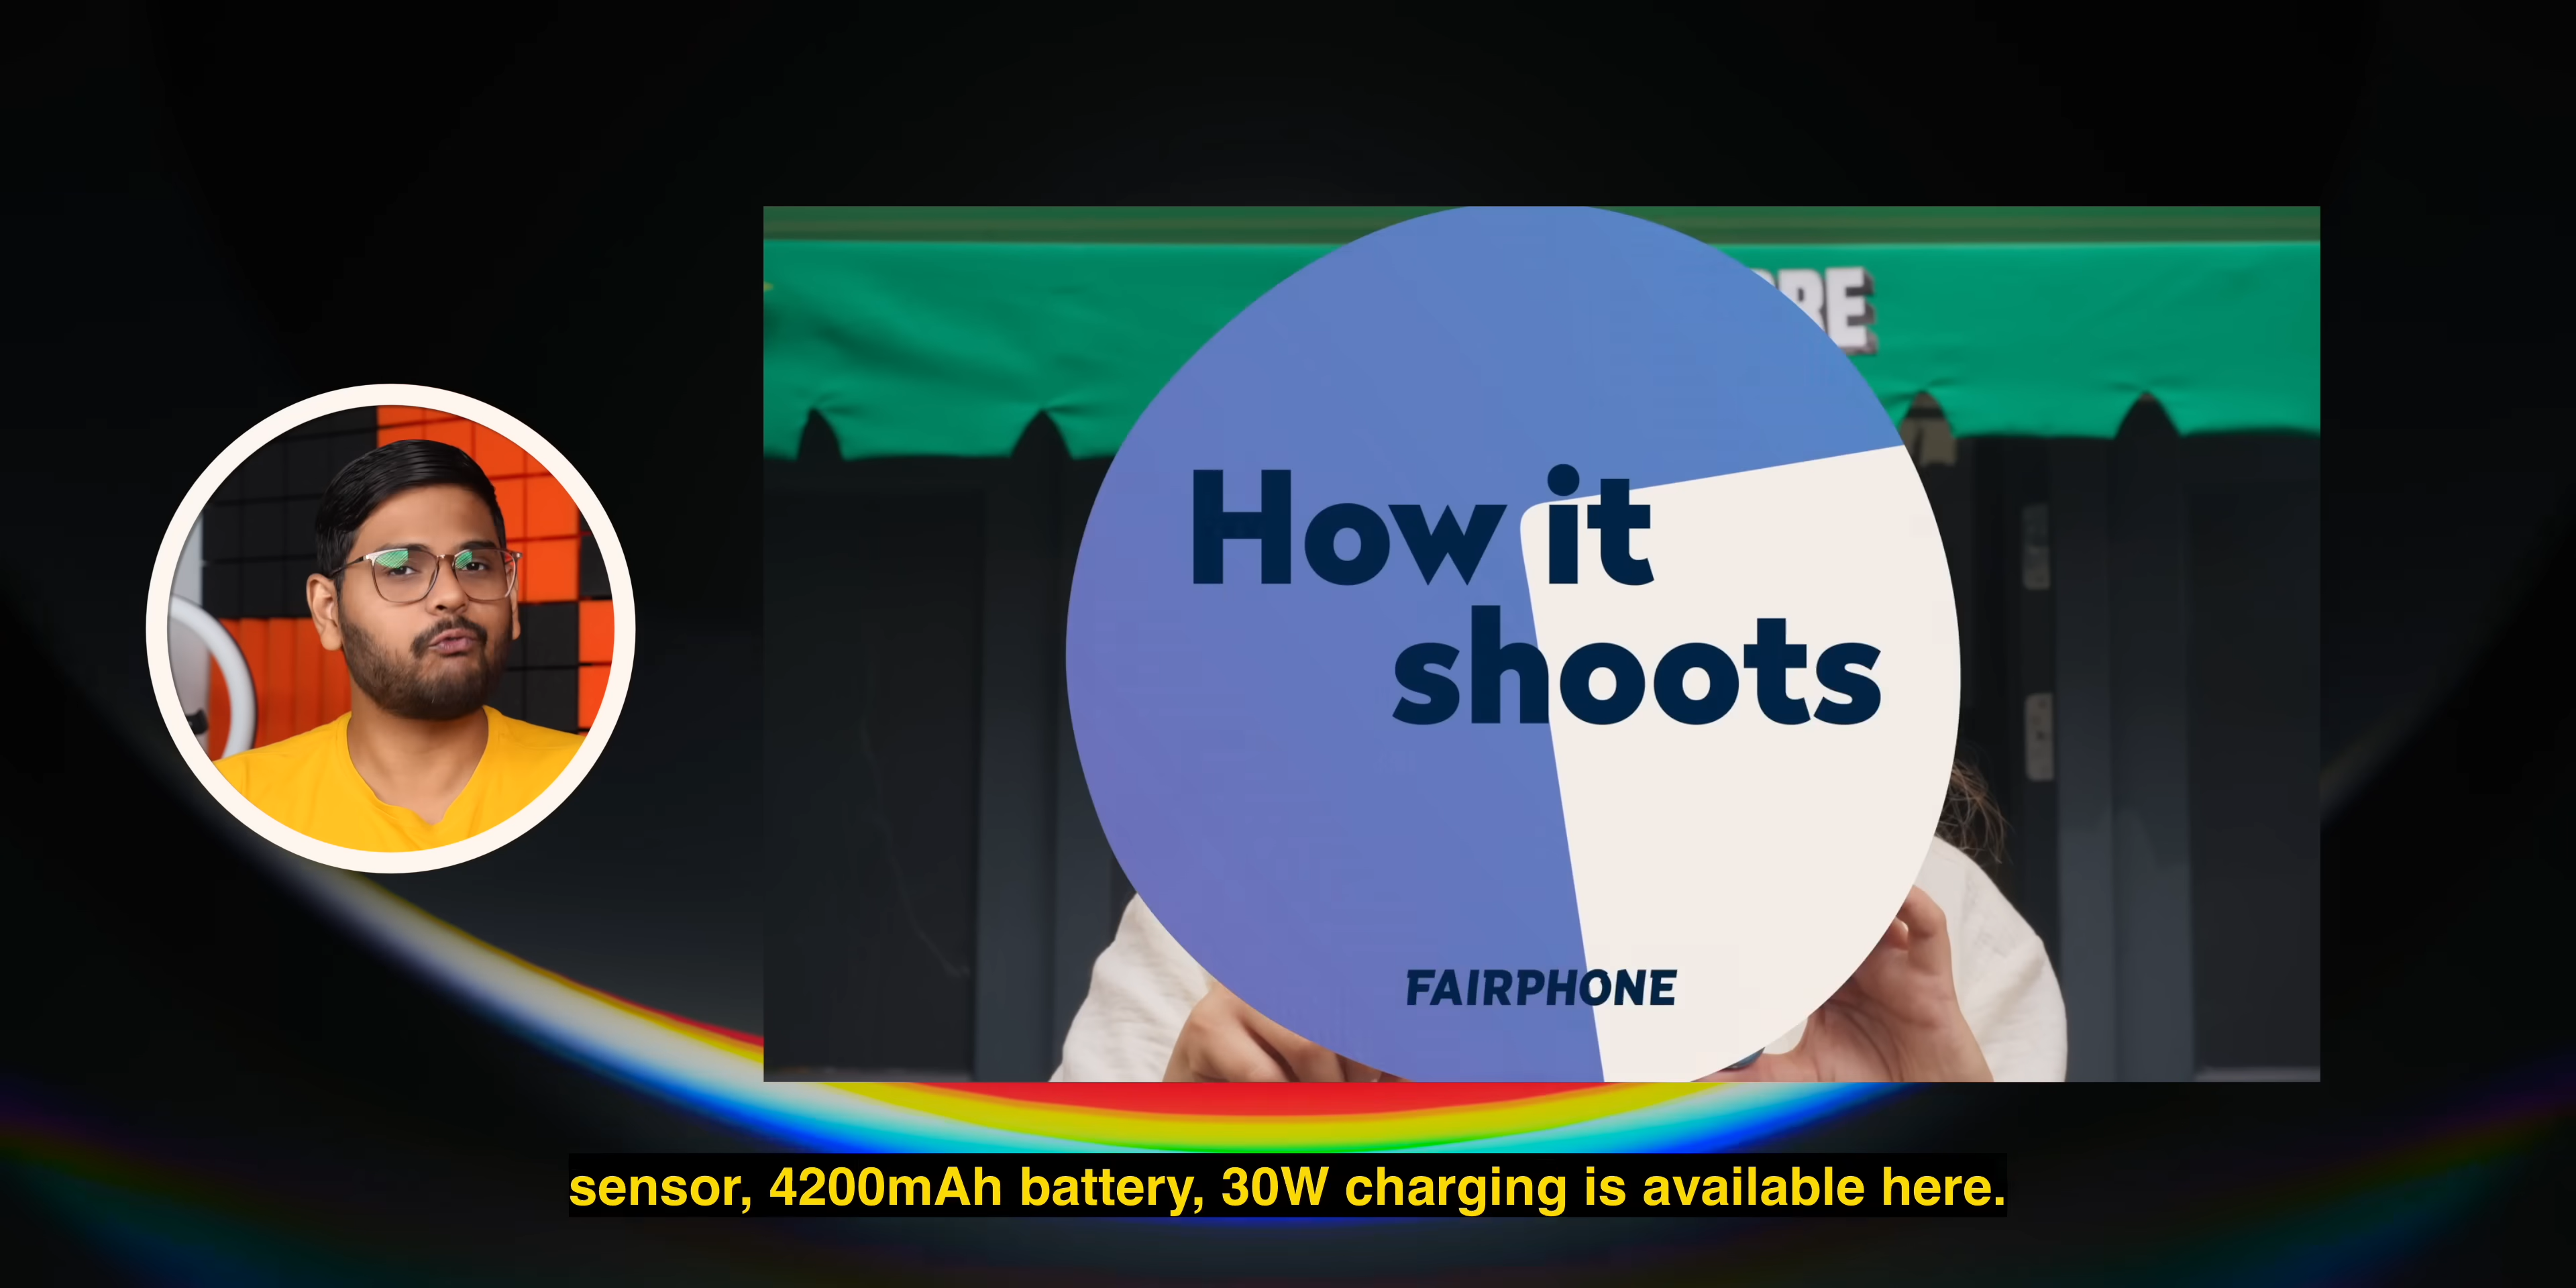 How it
shoots
FAIRPHONE
sensor, 4200mAh battery, 30W charging is available here.